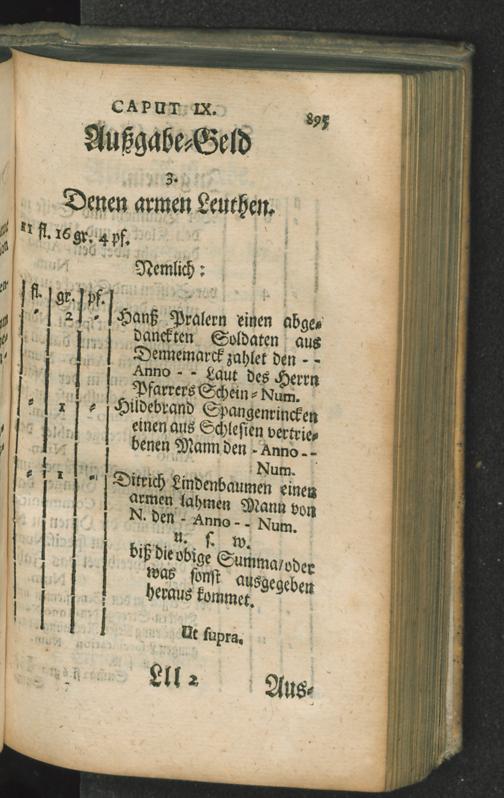 CAPUT IX. 895
Außgabe-Geld
3.
Denen armen Leuthen.
11 fl. 16 gr. 4 pf.
Nemlich:
fl. gr. pf.
- 2 - Hanß Pralern einen abge-
danckten Soldaten aus
Dennemarck zahlet den - -
Anno - - Laut des Herrn
Pfarrers Schein - Num.
- 1 - Hildebrand Spangenrincken
einen aus Schlesien vertrie-
benen Mann den - Anno - -
Num.
- 1 - Ditrich Lindenbaumen einen
armen lahmen Mann von
N. den - Anno - - Num.
u. s. w.
biß die obige Summa/ oder
was sonst ausgegeben
heraus kommet.
Ut supra.
Lll 2 Aus-